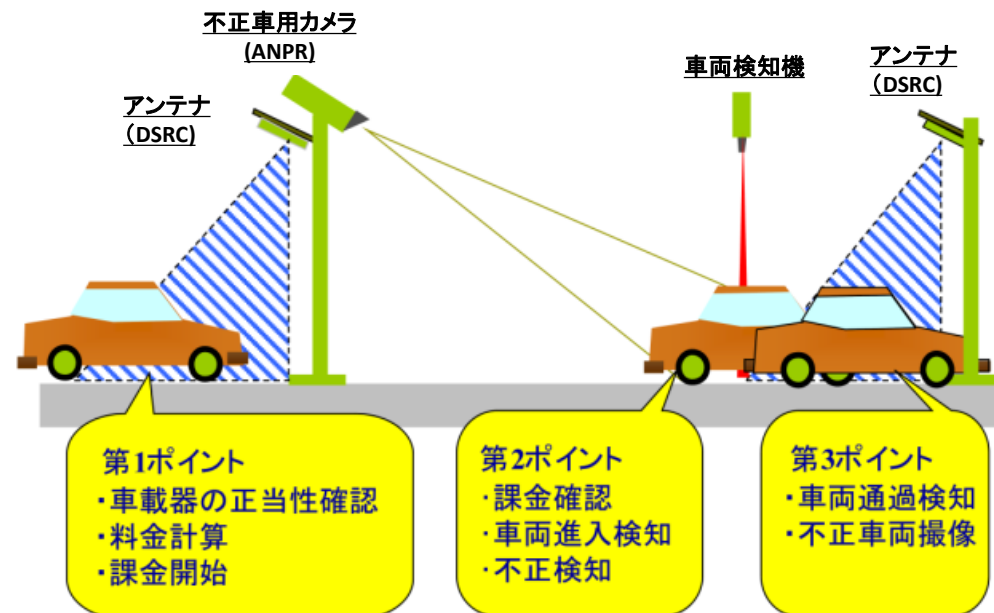 不正車用カメラ
(ANPR)
アンテナ
（DSRC)
車両検知機
アンテナ
（DSRC)
第1ポイント
・車載器の正当性確認
・料金計算
・課金開始
第2ポイント
・課金確認
・車両進入検知
・不正検知
第3ポイント
・車両通過検知
・不正車両撮像